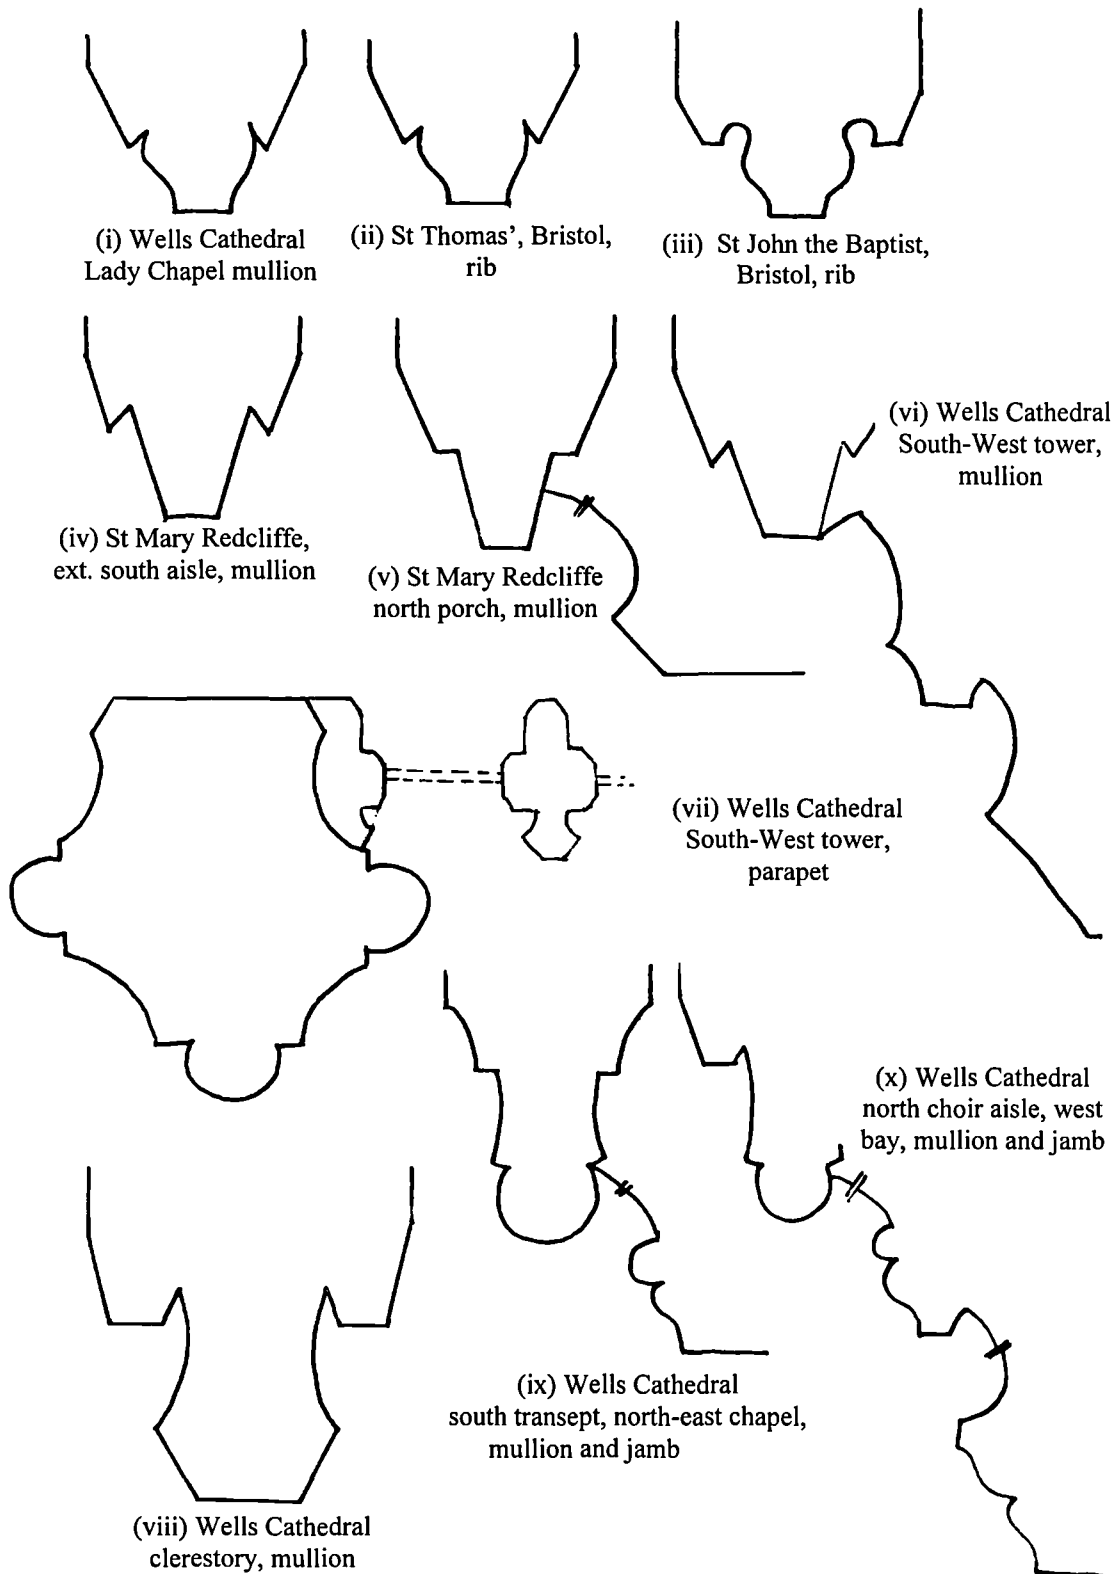 (i) Wells Cathedral
Lady Chapel mullion
(ii) St Thomas', Bristol,
rib
(iii) St John the Baptist,
Bristol, rib
(iv) St Mary Redcliffe,
ext. south aisle, mullion
(v) St Mary Redcliffe
north porch, mullion
(vi) Wells Cathedral
South-West tower,
mullion
(vii) Wells Cathedral
South-West tower,
parapet
(viii) Wells Cathedral
clerestory, mullion
(ix) Wells Cathedral
south transept, north-east chapel,
mullion and jamb
(x) Wells Cathedral
north choir aisle, west
bay, mullion and jamb